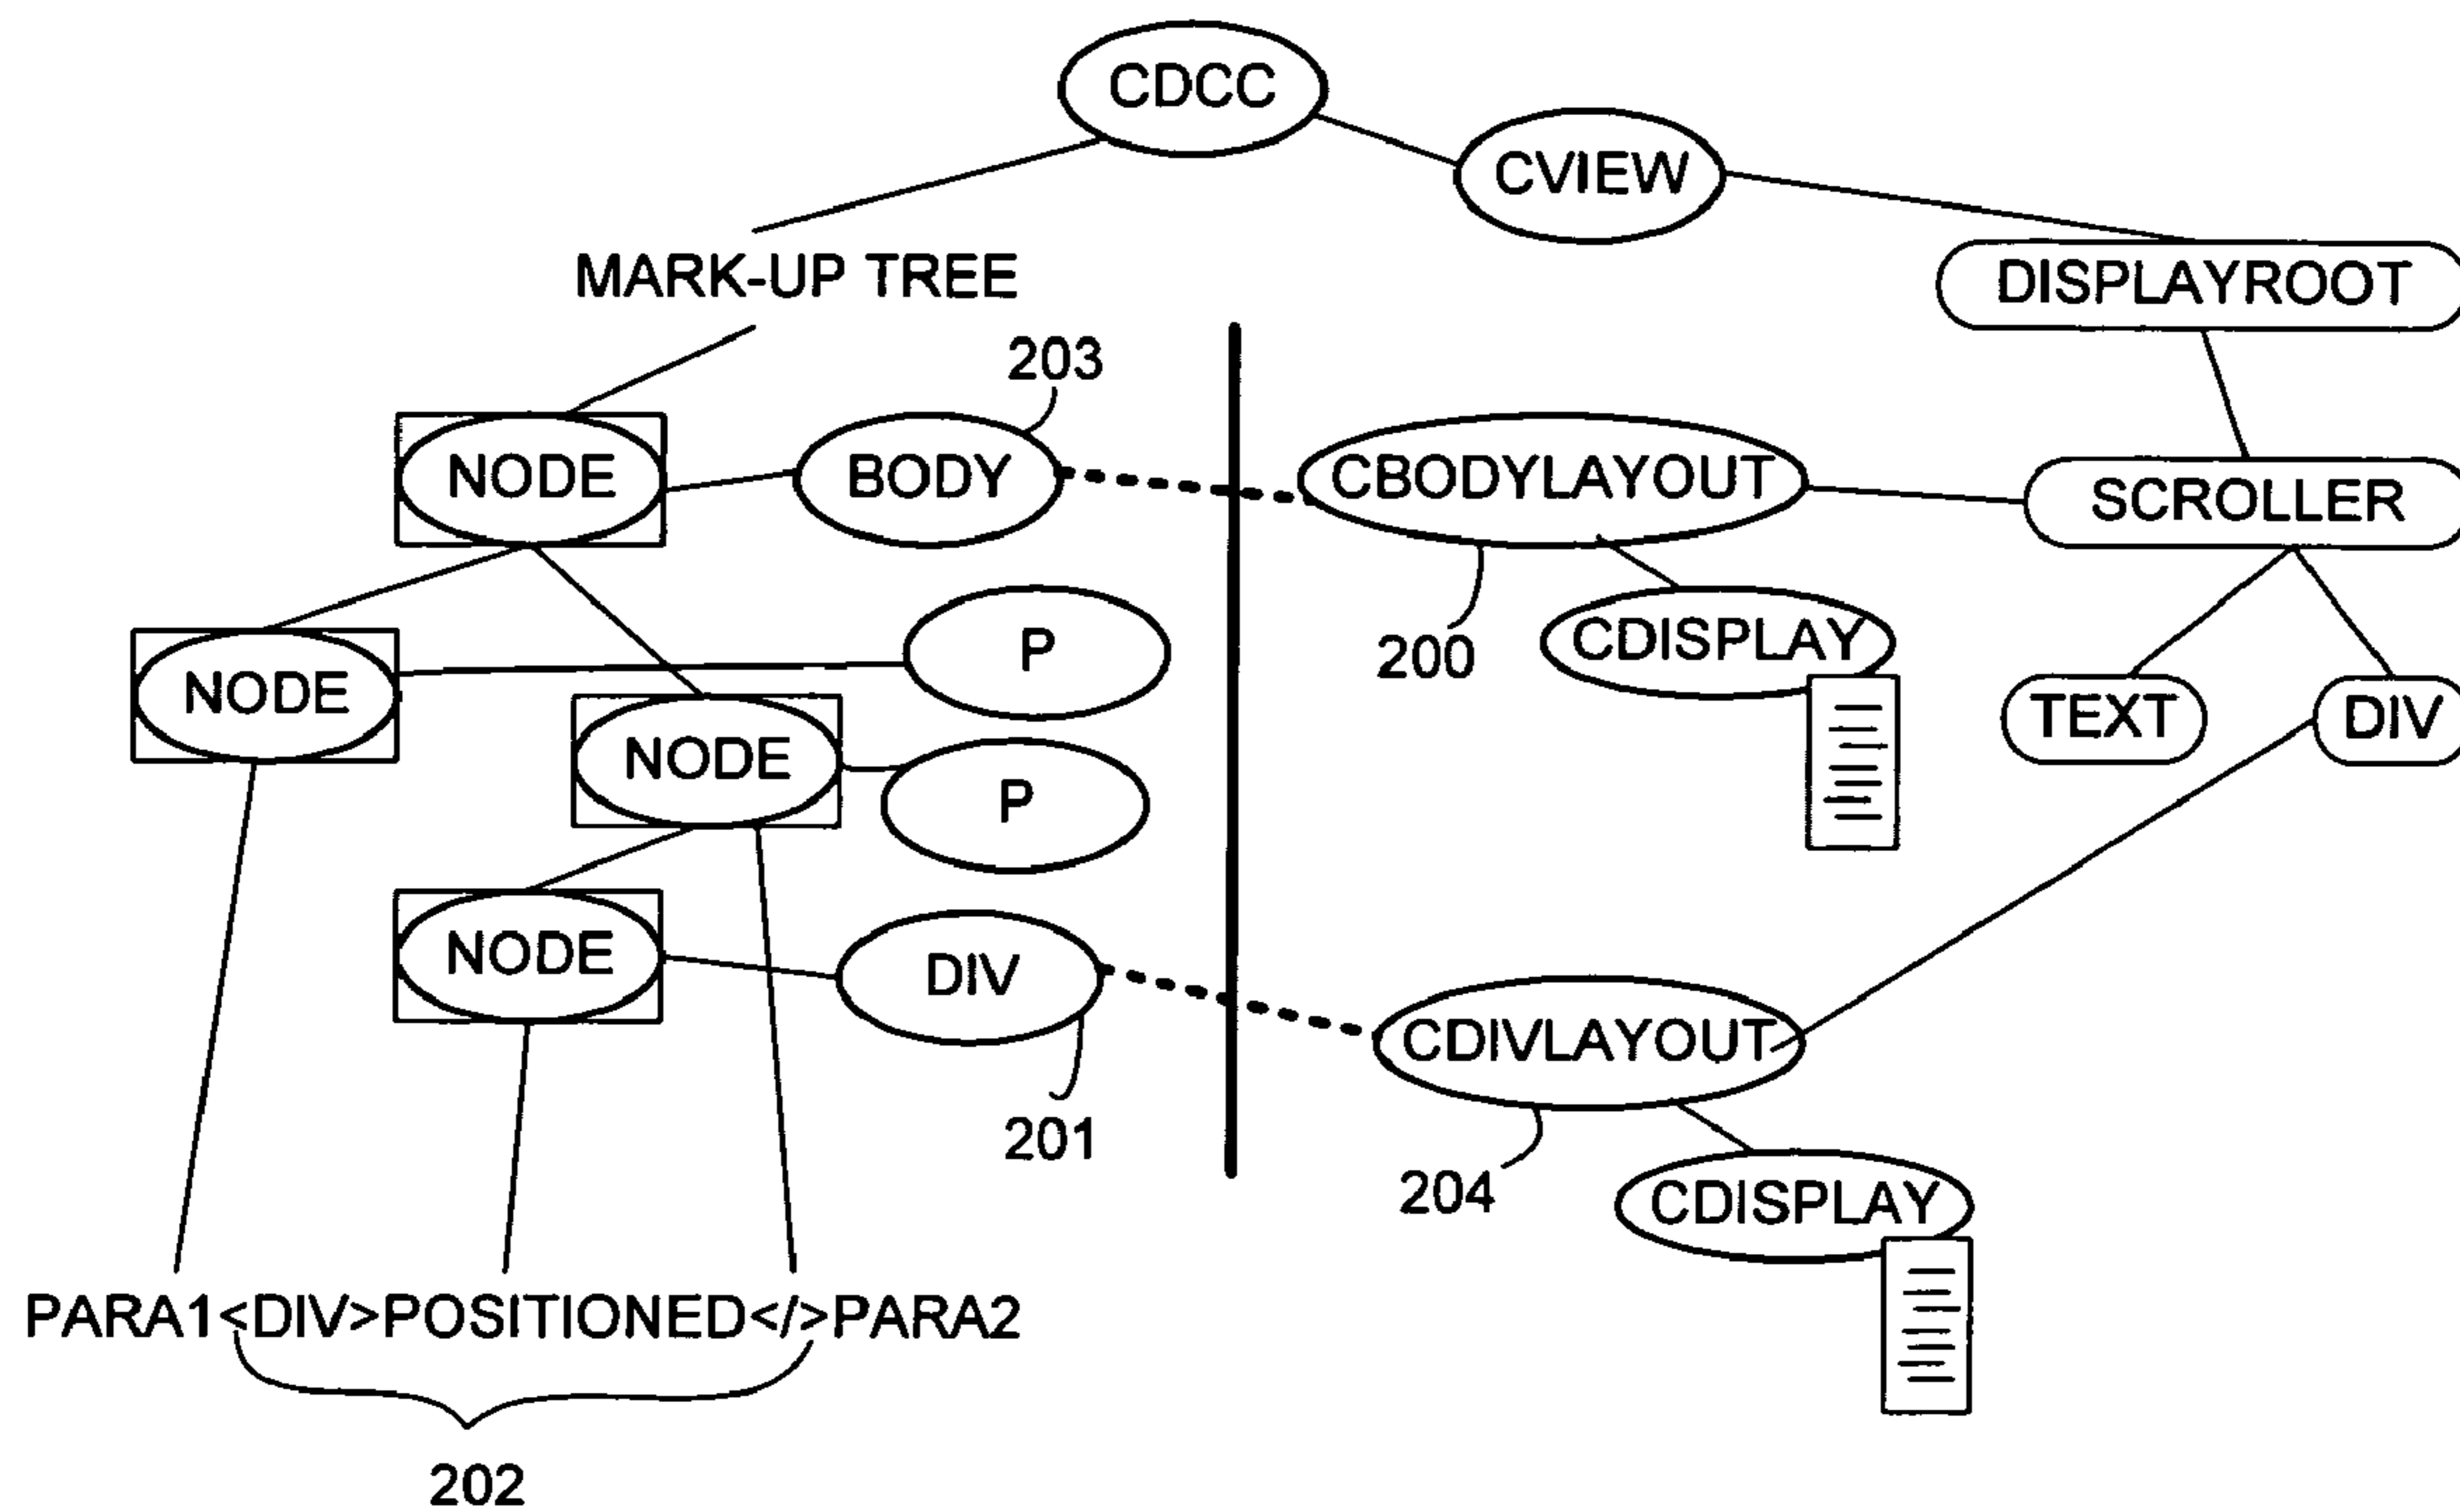 CDCC
CVIEW
MARK-UP TREE
DISPLAYROOT
203
NODE
BODY
CBODYLAYOUT
SCROLLER
P
200
CDISPLAY
NODE
TEXT
DIV
NODE
P
NODE
DIV
CDIVLAYOUT
201
204
CDISPLAY
PARA1<DIV>POSITIONED</>PARA2
202